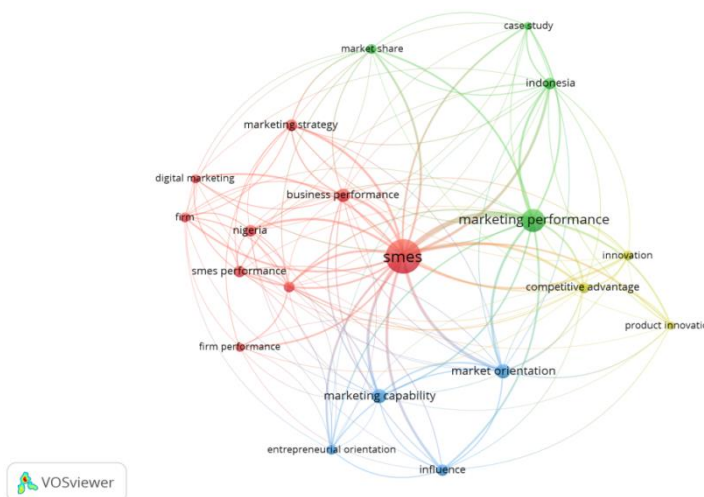 case study
market share
indonesia
marketing strategy
digital marketing
business performance
firm
marketing performance
nigeria
smes
innovation
smes performance
competitive advantage
product innovation
firm performance
market orientation
marketing capability
entrepreneurial orientation
influence
VOSviewer